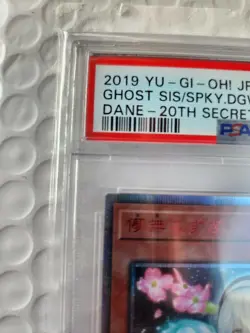 2019 YU-GI-OH! JP
GHOST SIS/SPKY.DGW
DANE-20TH SECRET
PSA